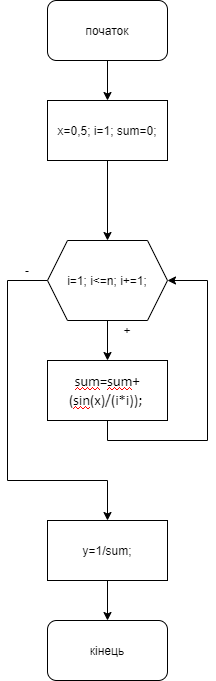 початок
x=0,5; i=1; sum=0;
i=1; i<=n; i+=1;
-
+
sum=sum+
(sin(x)/(i*i));
y=1/sum;
кінець